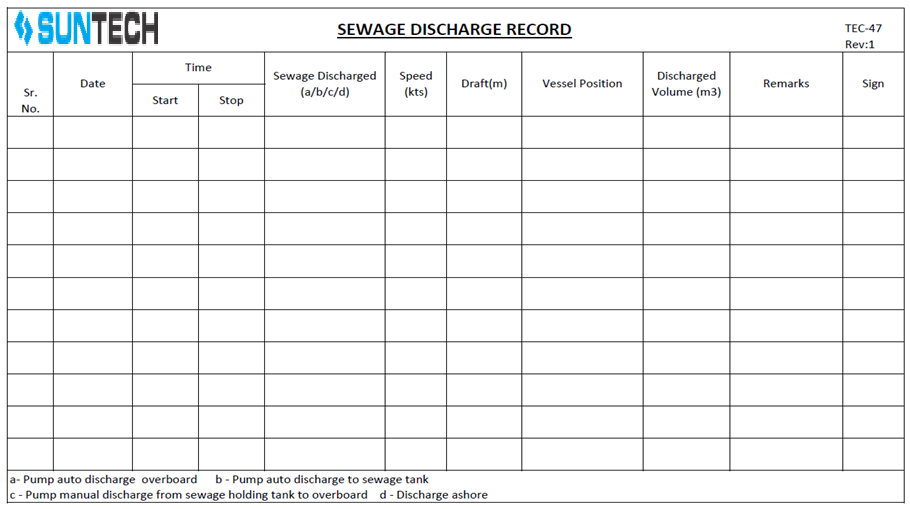 SUNTECH
SEWAGE DISCHARGE RECORD
TEC-47
Rev:1
Sr.
No.
Date
Time
Start
Stop
Sewage Discharged
(a/b/c/d)
Speed
(kts)
Draft(m)
Vessel Position
Discharged
Volume (m3)
Remarks
Sign
a- Pump auto discharge  overboard    b - Pump auto discharge to sewage tank
c - Pump manual discharge from sewage holding tank to overboard   d - Discharge ashore